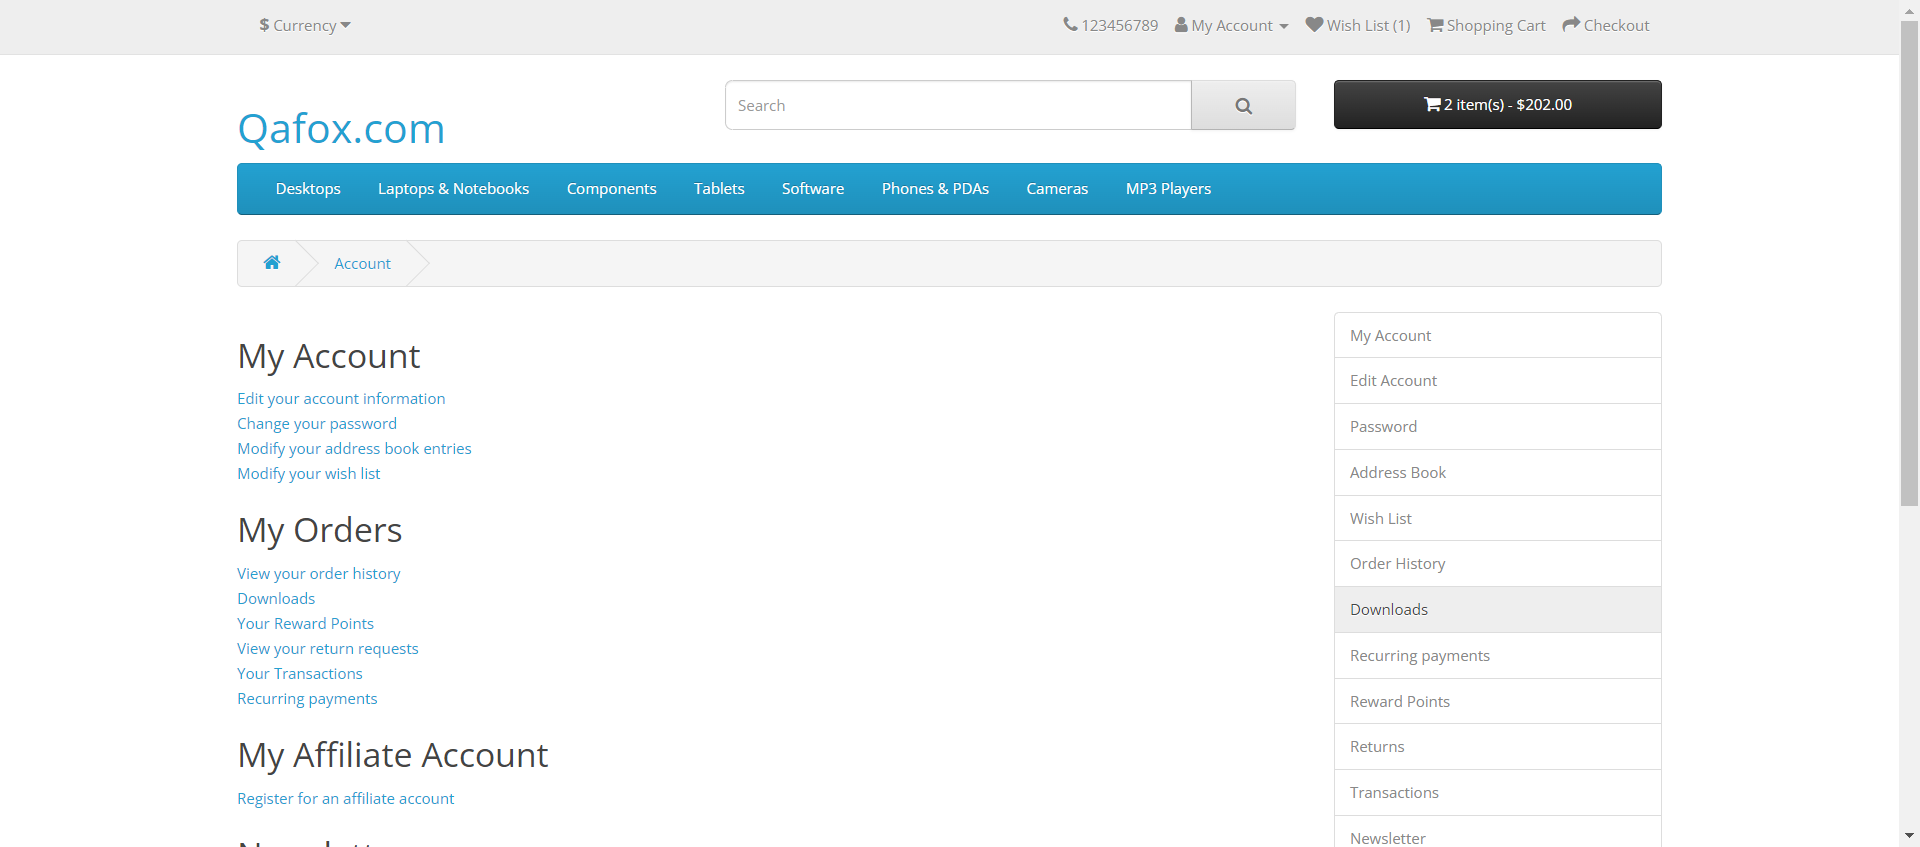 $ Currency
123456789 My Account Wish List (1) Shopping Cart Checkout
Qafox.com
Search
2 item(s) - $202.00
Desktops Laptops & Notebooks Components Tablets Software Phones & PDAs Cameras MP3 Players
Account
My Account
Edit your account information
Change your password
Modify your address book entries
Modify your wish list
My Orders
View your order history
Downloads
Your Reward Points
View your return requests
Your Transactions
Recurring payments
My Affiliate Account
Register for an affiliate account
My Account
Edit Account
Password
Address Book
Wish List
Order History
Downloads
Recurring payments
Reward Points
Returns
Transactions
Newsletter